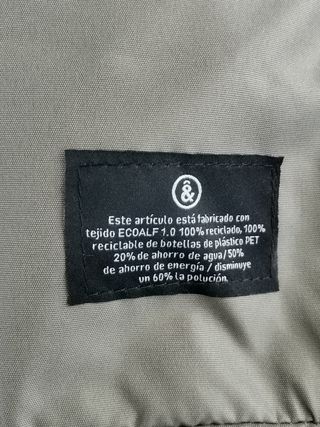 &
Este artículo está fabricado con
tejido ECOALF 1.0 100% reciclado, 100%
reciclable de botellas de plástico PET
20% de ahorro de agua/50%
de ahorro de energía/disminuye
un 60% la polución.